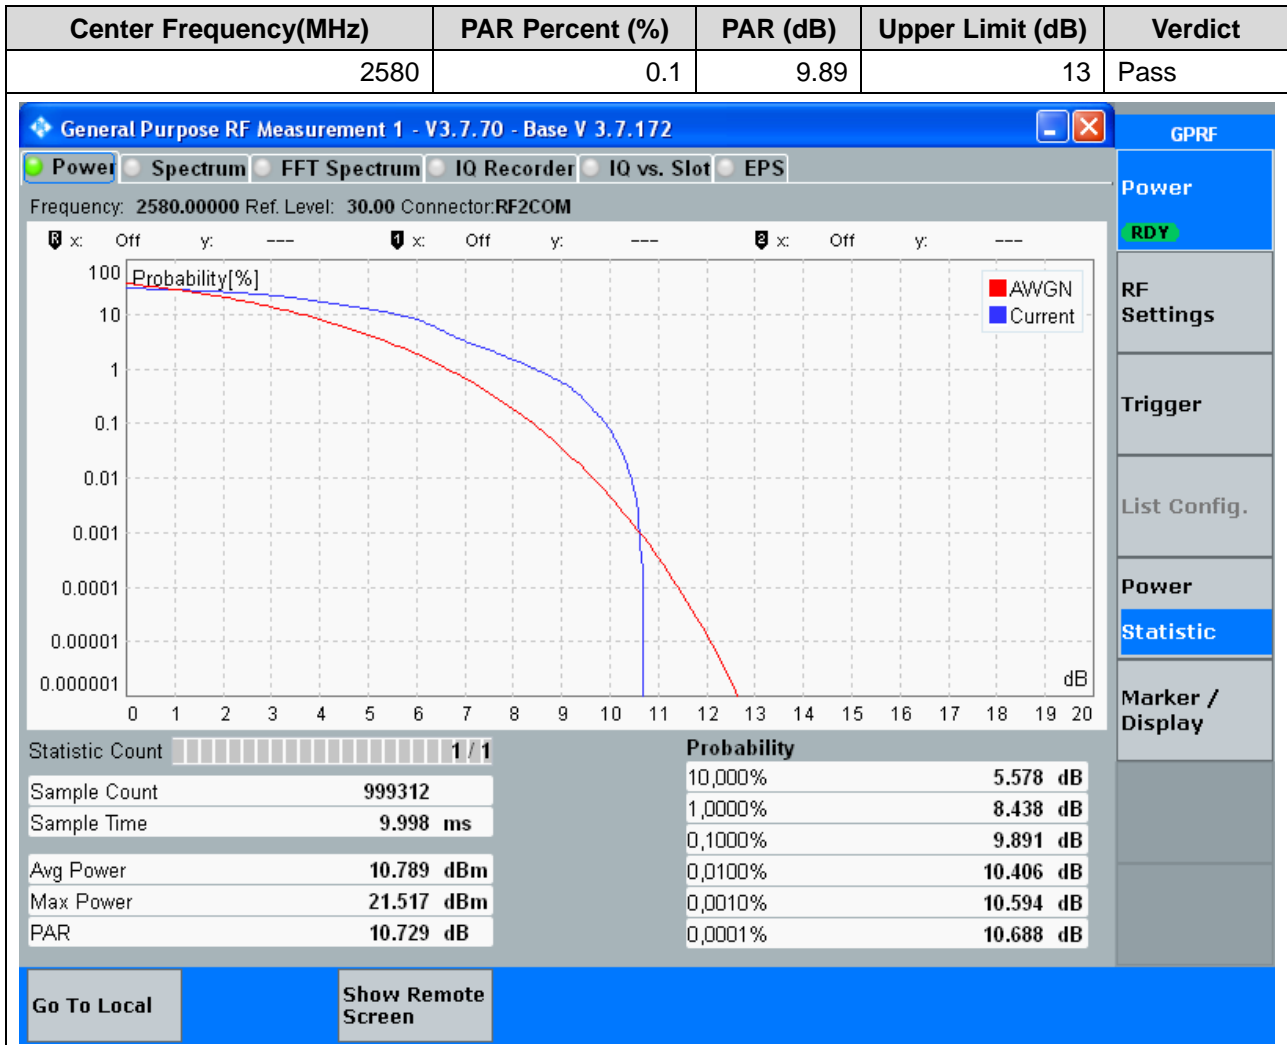 Center Frequency(MHz) PAR Percent (%) PAR (dB) Upper Limit (dB) Verdict
2580 0.1 9.89 13 Pass
General Purpose RF Measurement 1 - V3.7.70 - Base V 3.7.172
GPRF
Power Spectrum FFT Spectrum IQ Recorder IQ vs. Slot EPS
Power
RDY
Frequency: 2580.00000 Ref. Level: 30.00 Connector:RF2COM
R x: Off y: --- 1 x: Off y: --- 2 x: Off y: ---
Probability[%]
AWGN
Current
100
10
1
0.1
0.01
0.001
0.0001
0.00001
0.000001
dB
0 1 2 3 4 5 6 7 8 9 10 11 12 13 14 15 16 17 18 19 20
RF
Settings
Trigger
List Config.
Power
Statistic
Marker /
Display
Statistic Count 1 / 1
Sample Count 999312
Sample Time 9.998 ms
Avg Power 10.789 dBm
Max Power 21.517 dBm
PAR 10.729 dB
Probability
10,000% 5.578 dB
1,0000% 8.438 dB
0,1000% 9.891 dB
0,0100% 10.406 dB
0,0010% 10.594 dB
0,0001% 10.688 dB
Go To Local
Show Remote
Screen